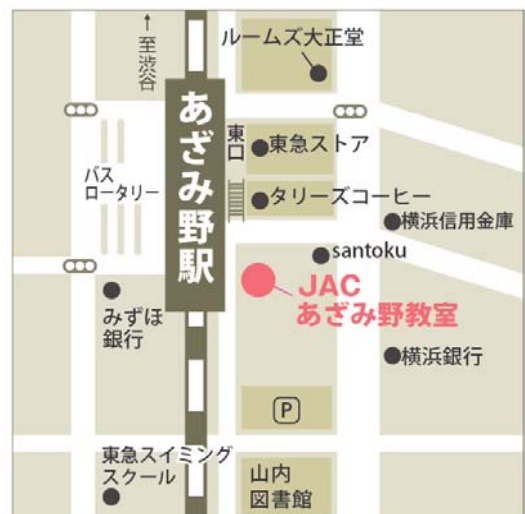 ↑至渋谷
ルームズ大正堂
あざみ野駅
東口
東急ストア
バス
ロータリー
タリーズコーヒー
横浜信用金庫
santoku
JAC
あざみ野教室
みずほ
銀行
横浜銀行
P
東急スイミング
スクール
山内
図書館